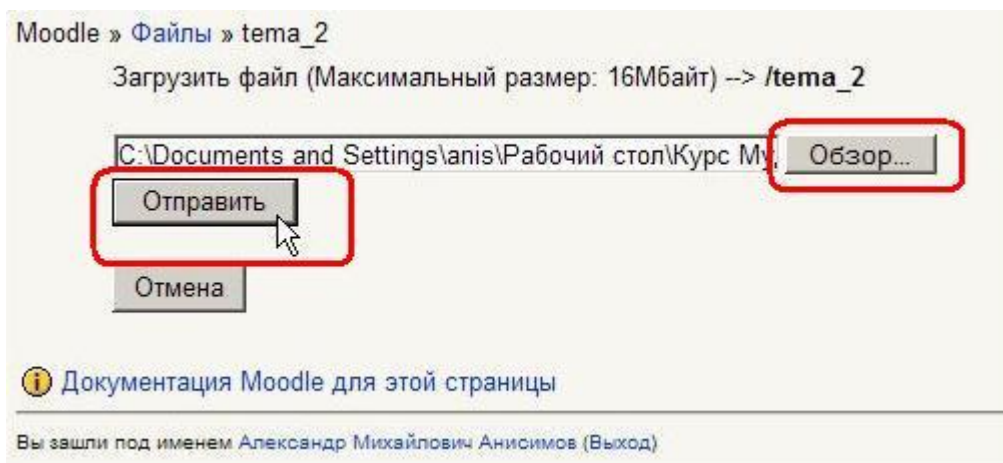 Moodle » Файлы » tema_2
Загрузить файл (Максимальный размер: 16Мбайт) --> /tema_2
C:\Documents and Settings\anis\Рабочий стол\Курс Му Обзор...
Отправить
Отмена
Документация Moodle для этой страницы
Вы зашли под именем Александр Михайлович Анисимов (Выход)